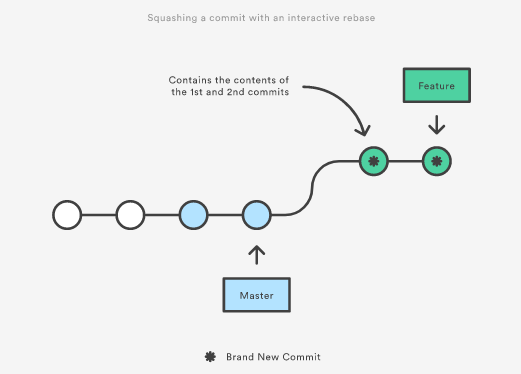 Squashing a commit with an interactive rebase
Contains the contents of
the 1st and 2nd commits
Feature
Master
Brand New Commit